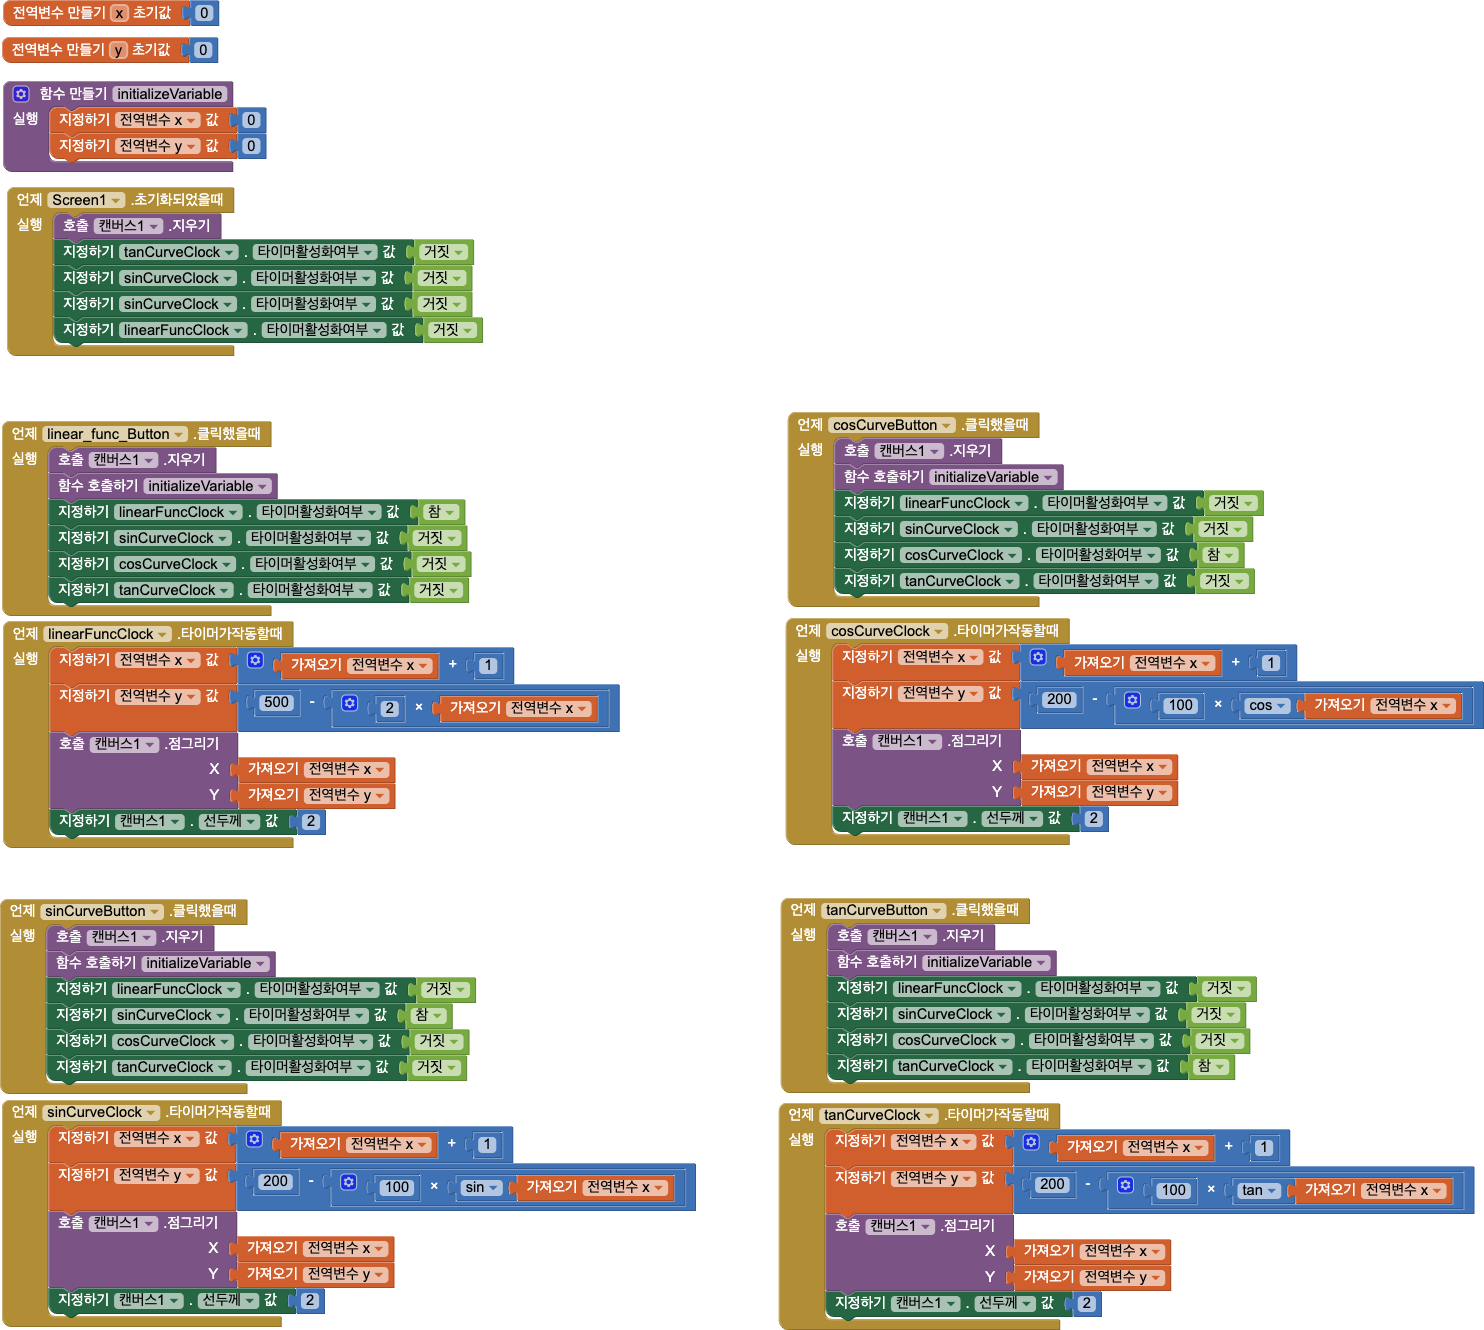 전역변수 만들기 x 초기값 0
전역변수 만들기 y 초기값 0
함수 만들기 initializeVariable
실행 지정하기 전역변수 x 값 0
지정하기 전역변수 y 값 0
언제 Screen1 .초기화되었을때
실행 호출 캔버스1 .지우기
지정하기 tanCurveClock . 타이머활성화여부 값 거짓
지정하기 sinCurveClock . 타이머활성화여부 값 거짓
지정하기 sinCurveClock . 타이머활성화여부 값 거짓
지정하기 linearFuncClock . 타이머활성화여부 값 거짓
언제 linear_func_Button .클릭했을때
실행 호출 캔버스1 .지우기
함수 호출하기 initializeVariable
지정하기 linearFuncClock . 타이머활성화여부 값 참
지정하기 sinCurveClock . 타이머활성화여부 값 거짓
지정하기 cosCurveClock . 타이머활성화여부 값 거짓
지정하기 tanCurveClock . 타이머활성화여부 값 거짓
언제 linearFuncClock .타이머가작동할때
실행 지정하기 전역변수 x 값 가져오기 전역변수 x + 1
지정하기 전역변수 y 값 500 - 2 × 가져오기 전역변수 x
호출 캔버스1 .점그리기
X 가져오기 전역변수 x
Y 가져오기 전역변수 y
지정하기 캔버스1 . 선두께 값 2
언제 cosCurveButton .클릭했을때
실행 호출 캔버스1 .지우기
함수 호출하기 initializeVariable
지정하기 linearFuncClock . 타이머활성화여부 값 거짓
지정하기 sinCurveClock . 타이머활성화여부 값 거짓
지정하기 cosCurveClock . 타이머활성화여부 값 참
지정하기 tanCurveClock . 타이머활성화여부 값 거짓
언제 cosCurveClock .타이머가작동할때
실행 지정하기 전역변수 x 값 가져오기 전역변수 x + 1
지정하기 전역변수 y 값 200 - 100 × cos 가져오기 전역변수 x
호출 캔버스1 .점그리기
X 가져오기 전역변수 x
Y 가져오기 전역변수 y
지정하기 캔버스1 . 선두께 값 2
언제 sinCurveButton .클릭했을때
실행 호출 캔버스1 .지우기
함수 호출하기 initializeVariable
지정하기 linearFuncClock . 타이머활성화여부 값 거짓
지정하기 sinCurveClock . 타이머활성화여부 값 참
지정하기 cosCurveClock . 타이머활성화여부 값 거짓
지정하기 tanCurveClock . 타이머활성화여부 값 거짓
언제 sinCurveClock .타이머가작동할때
실행 지정하기 전역변수 x 값 가져오기 전역변수 x + 1
지정하기 전역변수 y 값 200 - 100 × sin 가져오기 전역변수 x
호출 캔버스1 .점그리기
X 가져오기 전역변수 x
Y 가져오기 전역변수 y
지정하기 캔버스1 . 선두께 값 2
언제 tanCurveButton .클릭했을때
실행 호출 캔버스1 .지우기
함수 호출하기 initializeVariable
지정하기 linearFuncClock . 타이머활성화여부 값 거짓
지정하기 sinCurveClock . 타이머활성화여부 값 거짓
지정하기 cosCurveClock . 타이머활성화여부 값 거짓
지정하기 tanCurveClock . 타이머활성화여부 값 참
언제 tanCurveClock .타이머가작동할때
실행 지정하기 전역변수 x 값 가져오기 전역변수 x + 1
지정하기 전역변수 y 값 200 - 100 × tan 가져오기 전역변수 x
호출 캔버스1 .점그리기
X 가져오기 전역변수 x
Y 가져오기 전역변수 y
지정하기 캔버스1 . 선두께 값 2